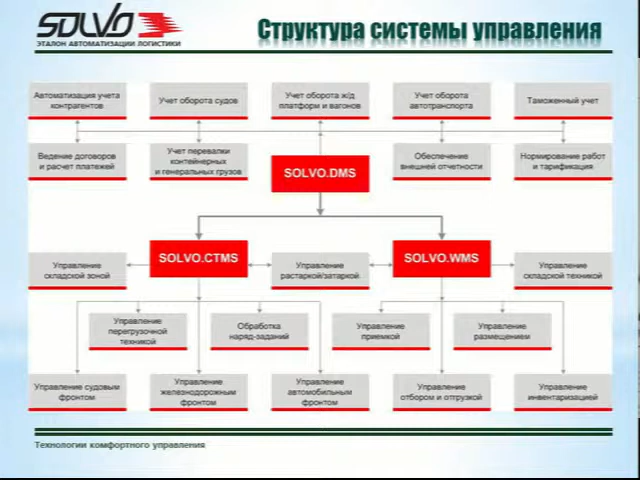 SOLVO
ЭТАЛОН АВТОМАТИЗАЦИИ ЛОГИСТИКИ
Структура системы управления
Автоматизация учета
контрагентов
Учет оборота судов
Учет оборота ж/д
платформ и вагонов
Учет оборота
автотранспорта
Таможенный учет
Ведение договоров
и расчет платежей
Учет перевалки
контейнерных
и генеральных грузов
SOLVO.DMS
Обеспечение
внешней отчетности
Нормирование работ
и тарификация
Управление
складской зоной
SOLVO.CTMS
Управление
растаркой/затаркой
SOLVO.WMS
Управление
складской техникой
Управление
перегрузочной
техникой
Обработка
наряд-заданий
Управление
приемкой
Управление
размещением
Управление судовым
фронтом
Управление
железнодорожным
фронтом
Управление
автомобильным
фронтом
Управление
отбором и отгрузкой
Управление
инвентаризацией
Технологии комфортного управления